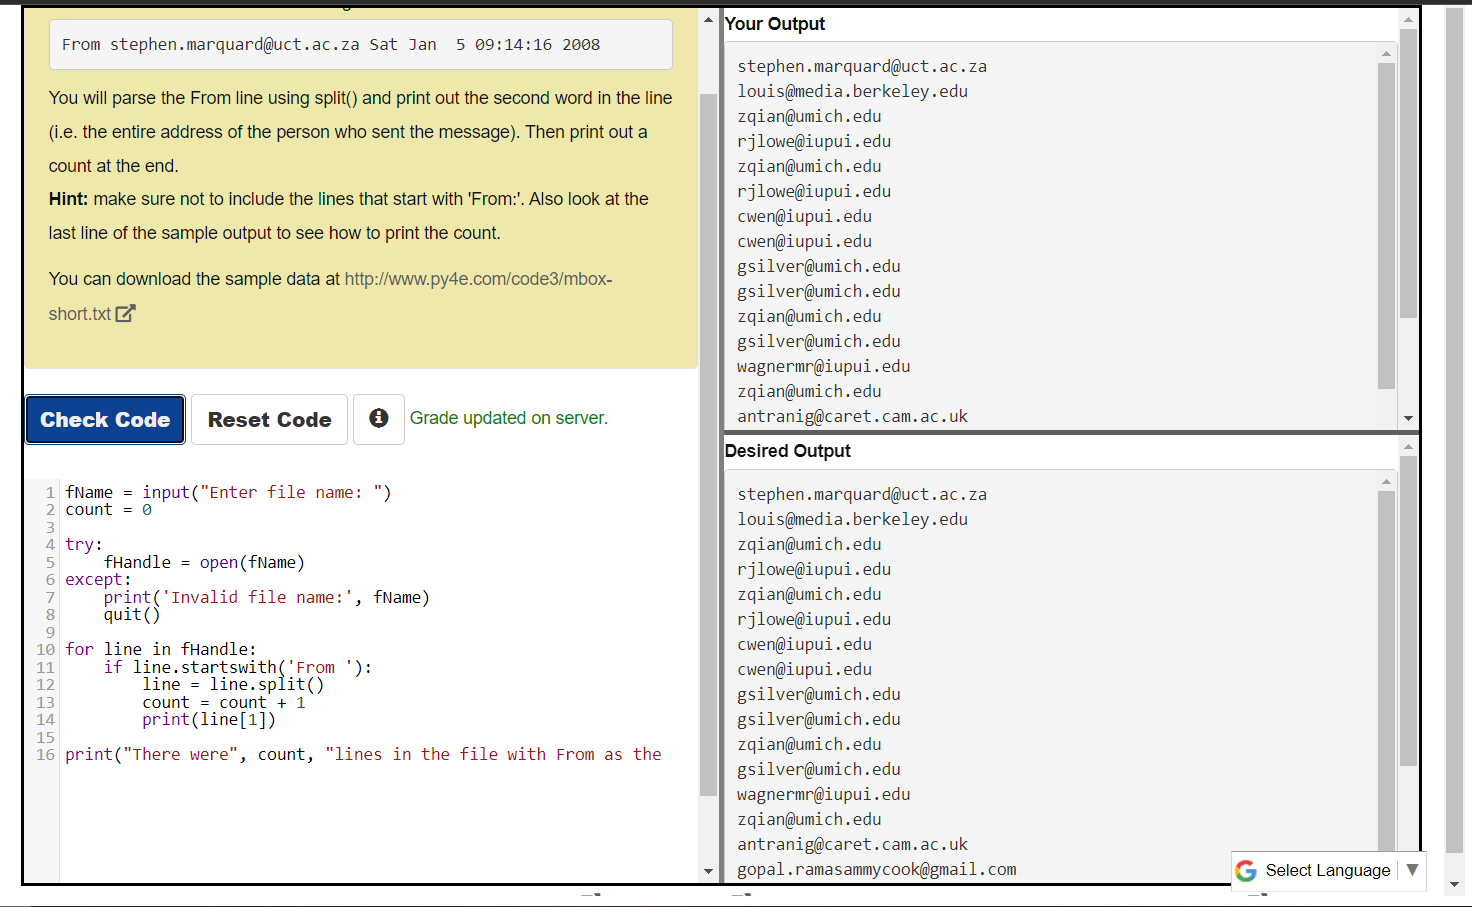 From stephen.marquard@uct.ac.za Sat Jan  5 09:14:16 2008
You will parse the From line using split() and print out the second word in the line
(i.e. the entire address of the person who sent the message). Then print out a
count at the end.
Hint: make sure not to include the lines that start with 'From:'. Also look at the
last line of the sample output to see how to print the count.
You can download the sample data at http://www.py4e.com/code3/mbox-
short.txt
Check Code
Reset Code
Grade updated on server.
1 fName = input("Enter file name: ")
2 count = 0
3
4 try:
5     fHandle = open(fName)
6 except:
7     print('Invalid file name:', fName)
8     quit()
9
10 for line in fHandle:
11     if line.startswith('From '):
12         line = line.split()
13         count = count + 1
14         print(line[1])
15
16 print("There were", count, "lines in the file with From as the
Your Output
stephen.marquard@uct.ac.za
louis@media.berkeley.edu
zqian@umich.edu
rjlowe@iupui.edu
zqian@umich.edu
rjlowe@iupui.edu
cwen@iupui.edu
cwen@iupui.edu
gsilver@umich.edu
gsilver@umich.edu
zqian@umich.edu
gsilver@umich.edu
wagnermr@iupui.edu
zqian@umich.edu
antranig@caret.cam.ac.uk
Desired Output
stephen.marquard@uct.ac.za
louis@media.berkeley.edu
zqian@umich.edu
rjlowe@iupui.edu
zqian@umich.edu
rjlowe@iupui.edu
cwen@iupui.edu
cwen@iupui.edu
gsilver@umich.edu
gsilver@umich.edu
zqian@umich.edu
gsilver@umich.edu
wagnermr@iupui.edu
zqian@umich.edu
antranig@caret.cam.ac.uk
gopal.ramasammycook@gmail.com
Select Language